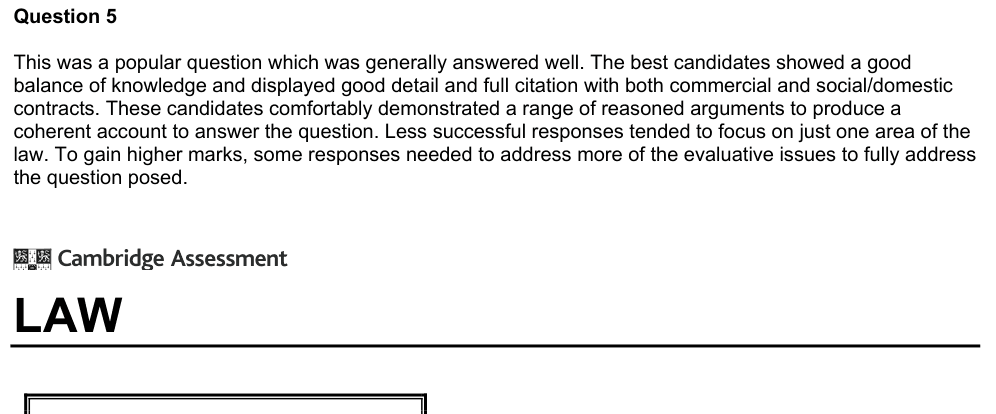 Question 5
This was a popular question which was generally answered well. The best candidates showed a good
balance of knowledge and displayed good detail and full citation with both commercial and social/domestic
contracts. These candidates comfortably demonstrated a range of reasoned arguments to produce a
coherent account to answer the question. Less successful responses tended to focus on just one area of the
law. To gain higher marks, some responses needed to address more of the evaluative issues to fully address
the question posed.
Cambridge Assessment
LAW